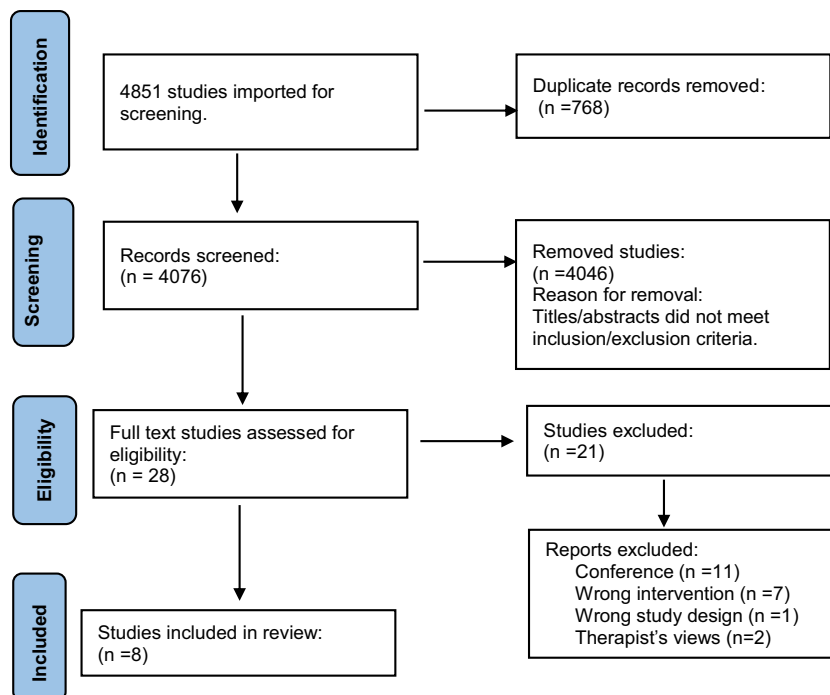 Identification
4851 studies imported for
screening.
Duplicate records removed:
(n =768)
Screening
Records screened:
(n = 4076)
Removed studies:
(n =4046)
Reason for removal:
Titles/abstracts did not meet
inclusion/exclusion criteria.
Eligibility
Full text studies assessed for
eligibility:
(n = 28)
Studies excluded:
(n =21)
Reports excluded:
Conference (n =11)
Wrong intervention (n =7)
Wrong study design (n =1)
Therapist's views (n=2)
Included
Studies included in review:
(n =8)